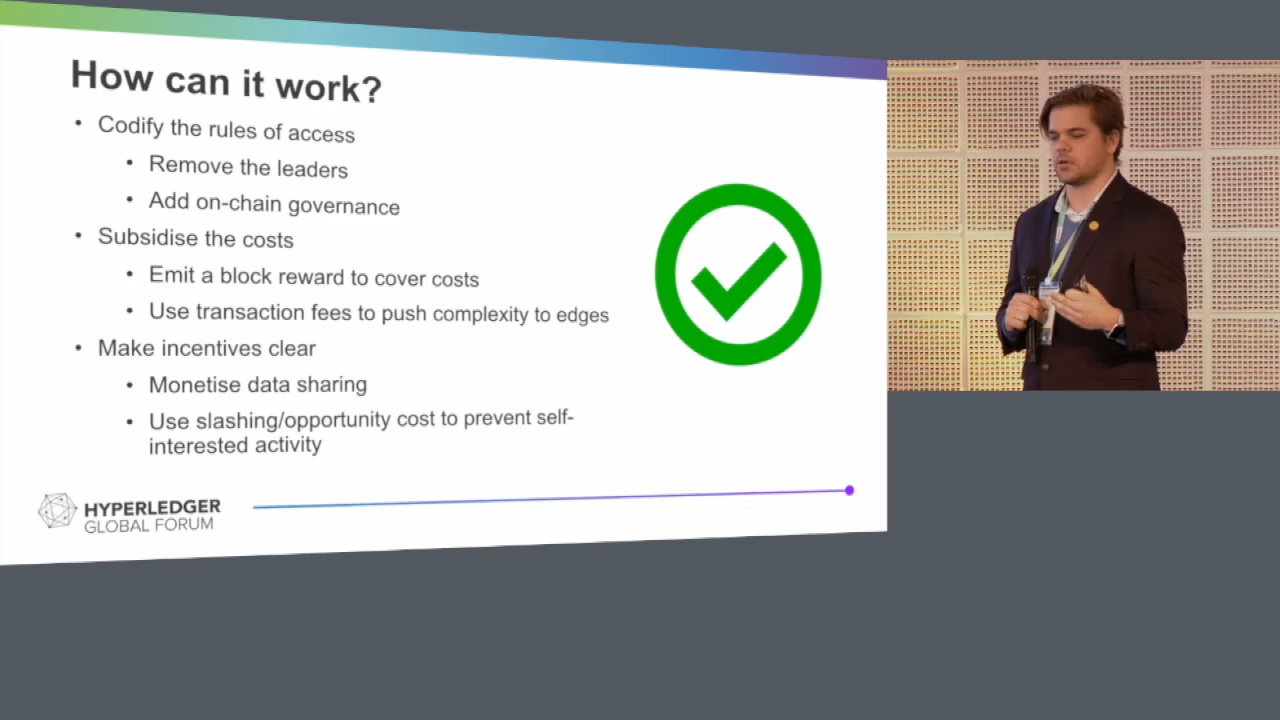 How can it work?
• Codify the rules of access
• Remove the leaders
• Add on-chain governance
• Subsidise the costs
• Emit a block reward to cover costs
• Use transaction fees to push complexity to edges
• Make incentives clear
• Monetise data sharing
• Use slashing/opportunity cost to prevent self-
interested activity
HYPERLEDGER
GLOBAL FORUM